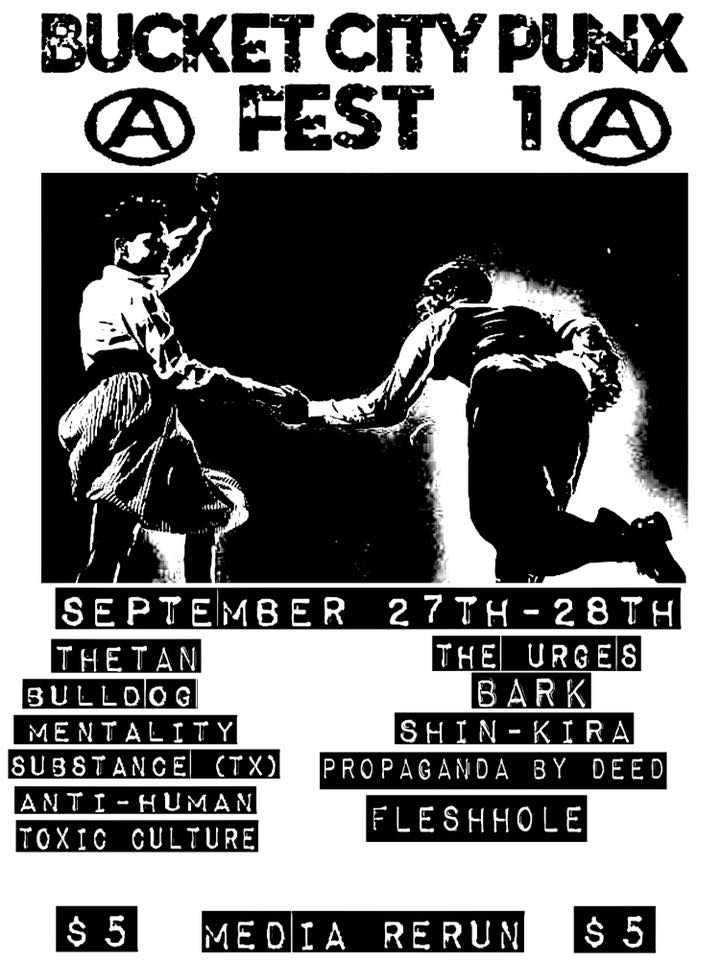 BUCKET CITY PUNX
FEST 1
SEPTEMBER 27TH-28TH
THETAN
BULLDOG
MENTALITY
SUBSTANCE (TX)
ANTI-HUMAN
TOXIC CULTURE
THE URGES
BARK
SHIN-KIRA
PROPAGANDA BY DEED
FLESHHOLE
$5 MEDIA RERUN $5